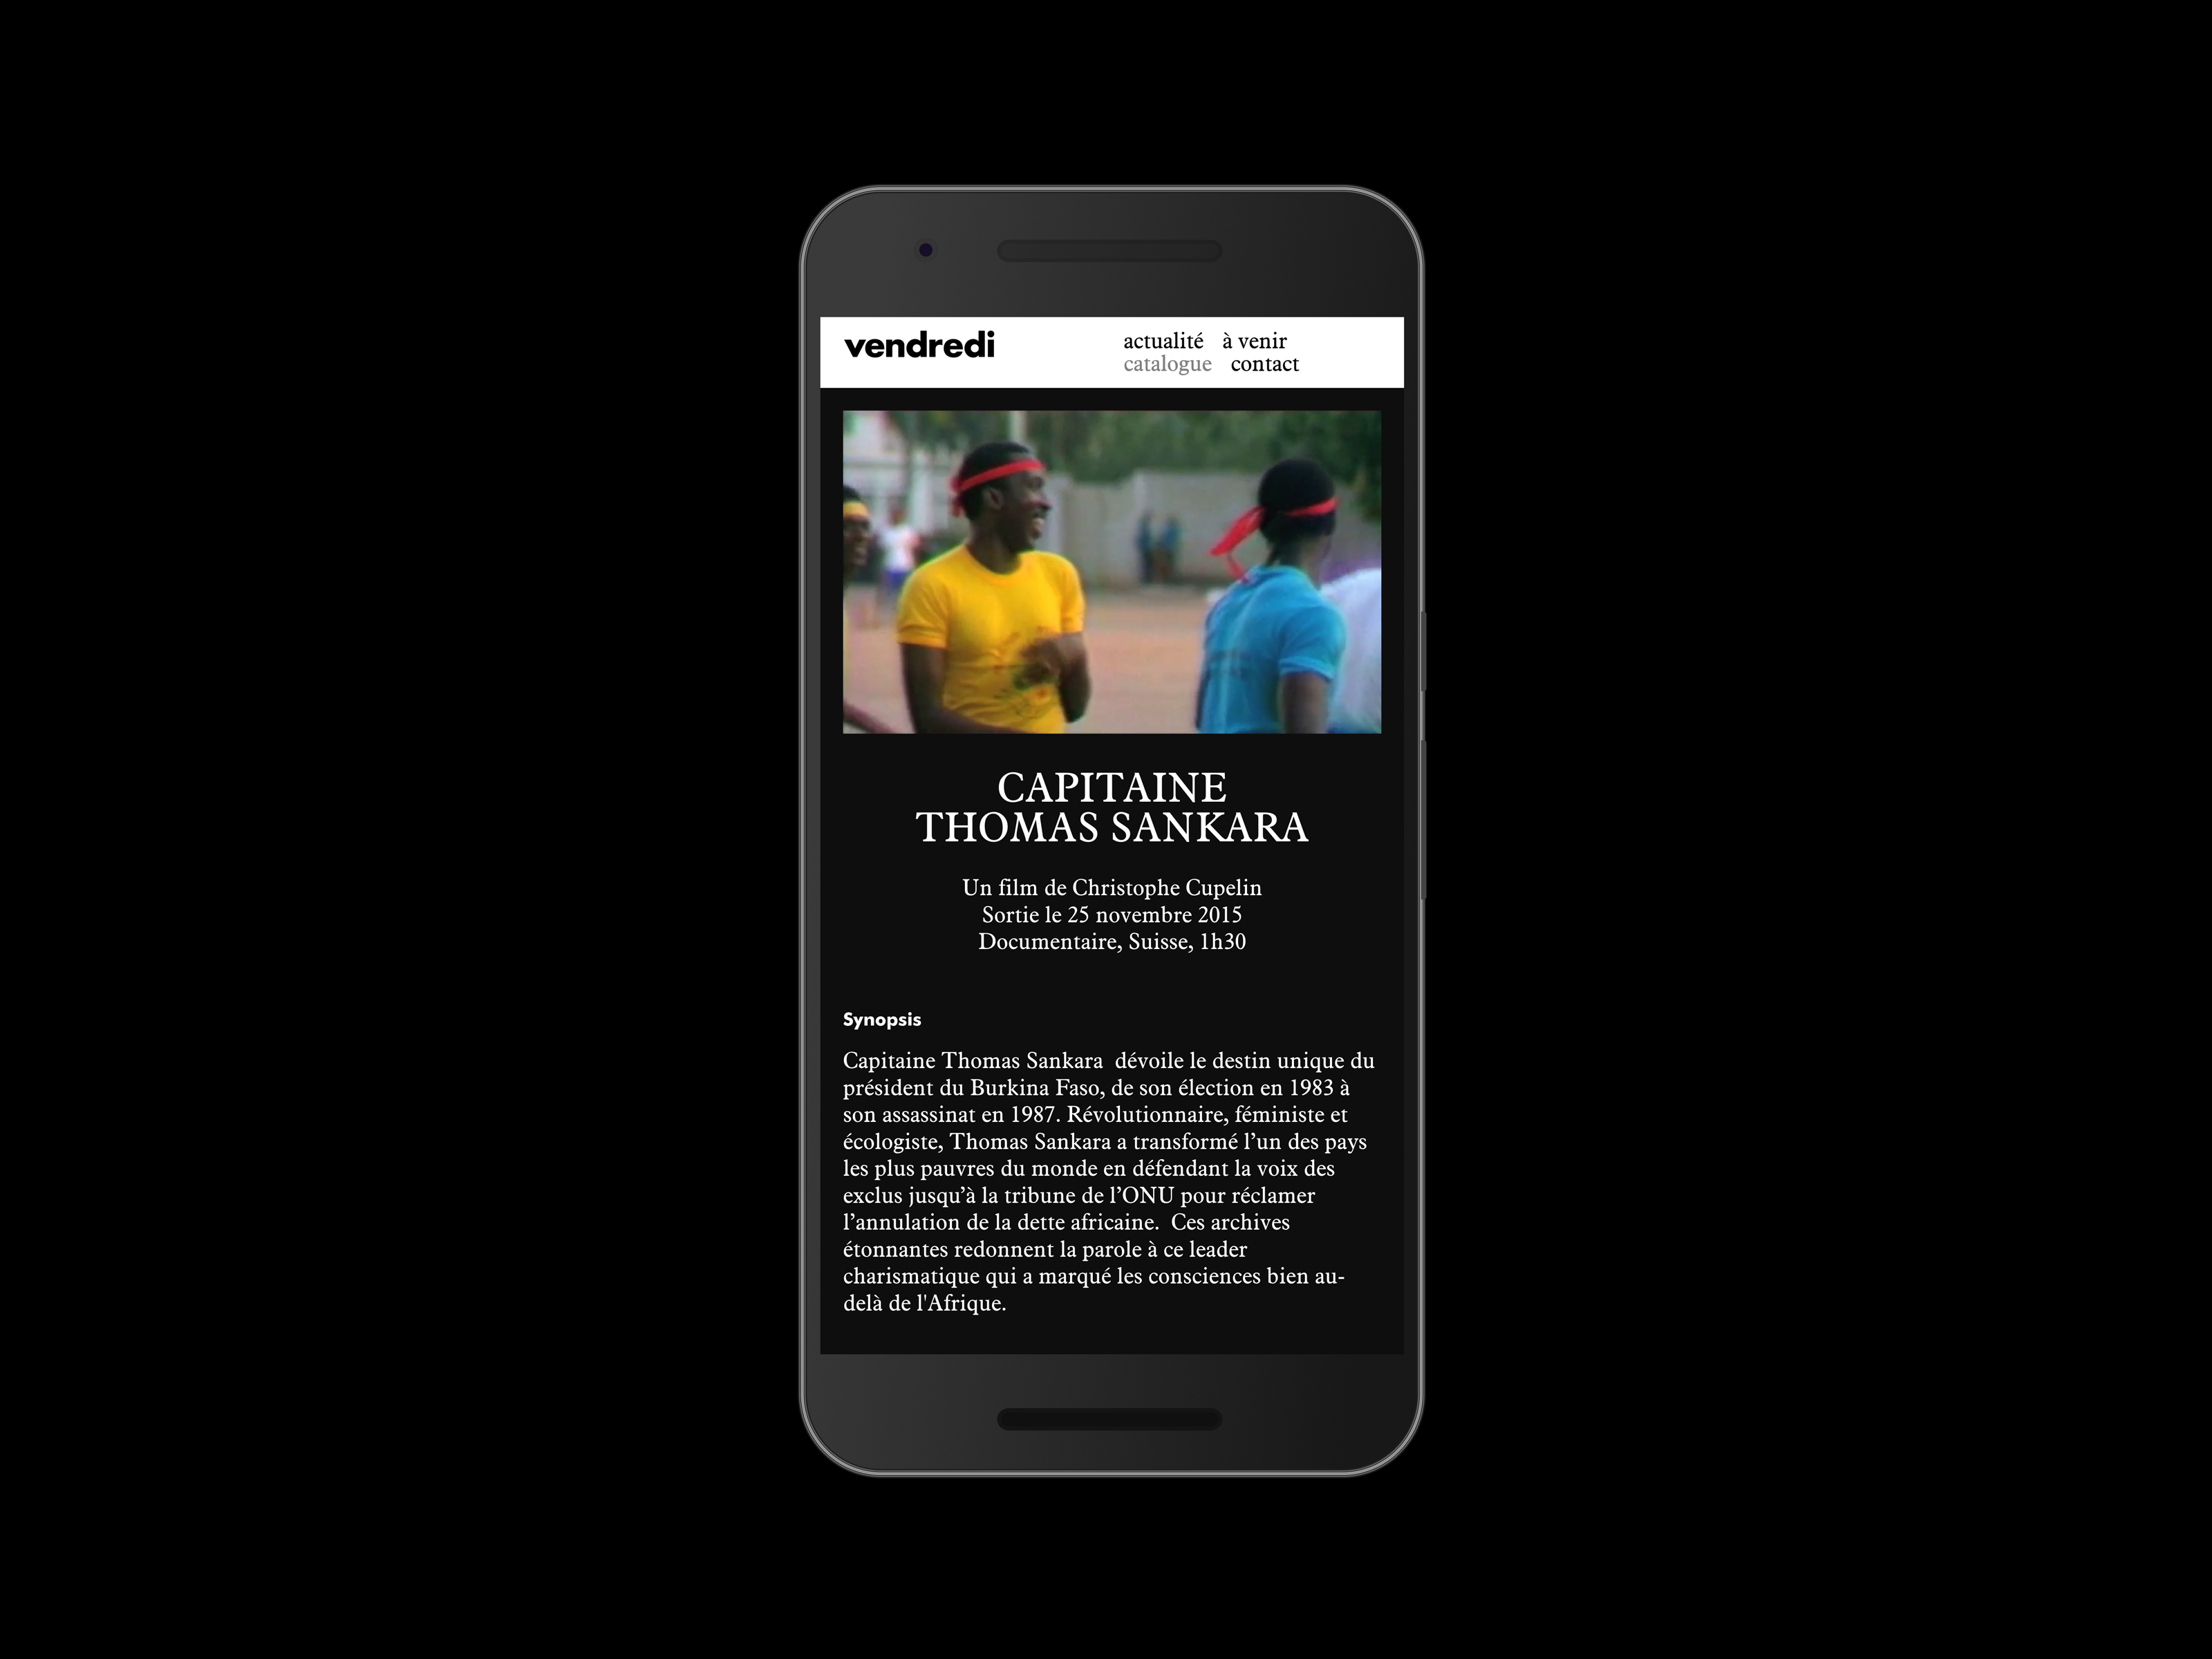 vendredi
actualité à venir
catalogue contact
CAPITAINE
THOMAS SANKARA
Un film de Christophe Cupelin
Sortie le 25 novembre 2015
Documentaire, Suisse, 1h30
Synopsis
Capitaine Thomas Sankara  dévoile le destin unique du
président du Burkina Faso, de son élection en 1983 à
son assassinat en 1987. Révolutionnaire, féministe et
écologiste, Thomas Sankara a transformé l’un des pays
les plus pauvres du monde en défendant la voix des
exclus jusqu’à la tribune de l’ONU pour réclamer
l’annulation de la dette africaine.  Ces archives
étonnantes redonnent la parole à ce leader
charismatique qui a marqué les consciences bien au-
delà de l'Afrique.